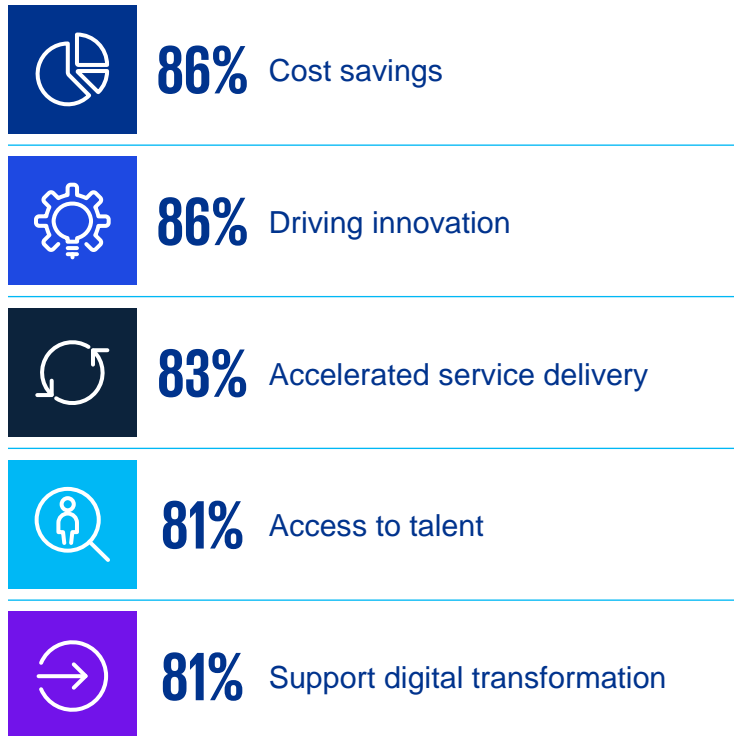 86% Cost savings
86% Driving innovation
83% Accelerated service delivery
81% Access to talent
81% Support digital transformation